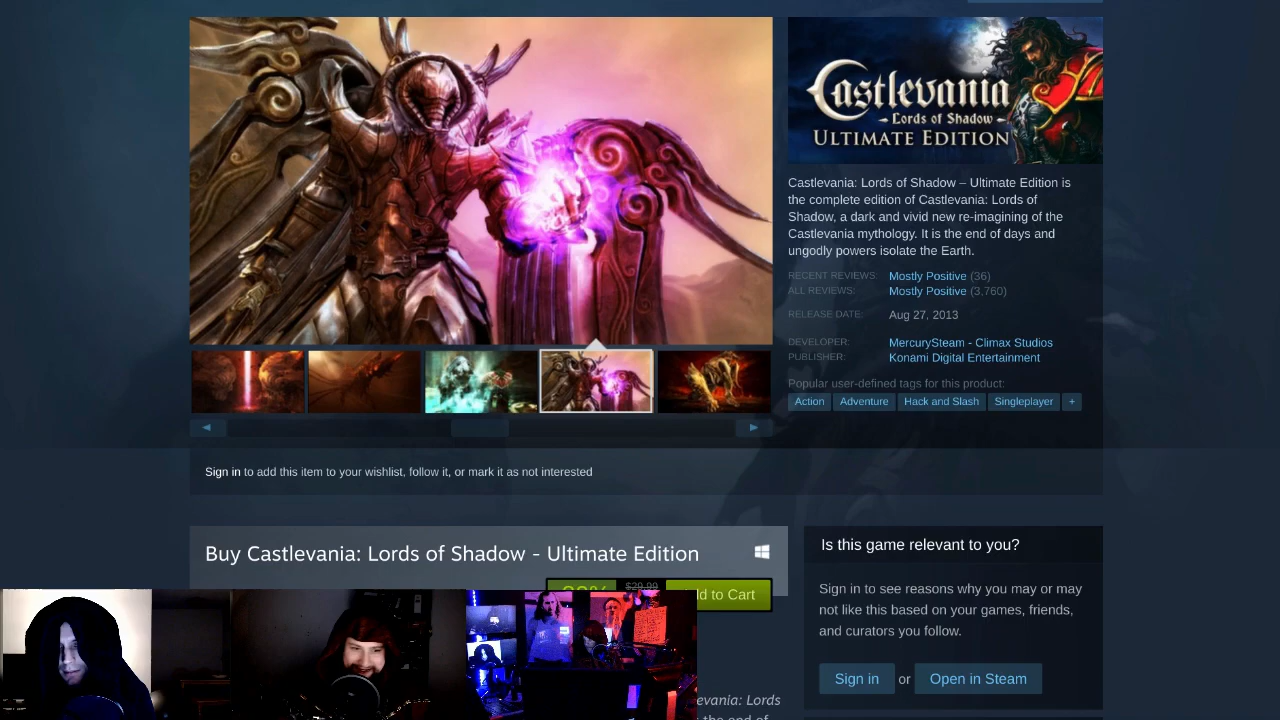 Castlevania
Lords of Shadow
ULTIMATE EDITION
Castlevania: Lords of Shadow – Ultimate Edition is
the complete edition of Castlevania: Lords of
Shadow, a dark and vivid new re-imagining of the
Castlevania mythology. It is the end of days and
ungodly powers isolate the Earth.
RECENT REVIEWS: Mostly Positive (36)
ALL REVIEWS: Mostly Positive (3,760)
RELEASE DATE: Aug 27, 2013
DEVELOPER: MercurySteam - Climax Studios
PUBLISHER: Konami Digital Entertainment
Popular user-defined tags for this product:
Action Adventure Hack and Slash Singleplayer +
Sign in to add this item to your wishlist, follow it, or mark it as not interested
Buy Castlevania: Lords of Shadow - Ultimate Edition
$29.99 to Cart
Is this game relevant to you?
Sign in to see reasons why you may or may
not like this based on your games, friends,
and curators you follow.
Sign in or Open in Steam
Lords
the end of